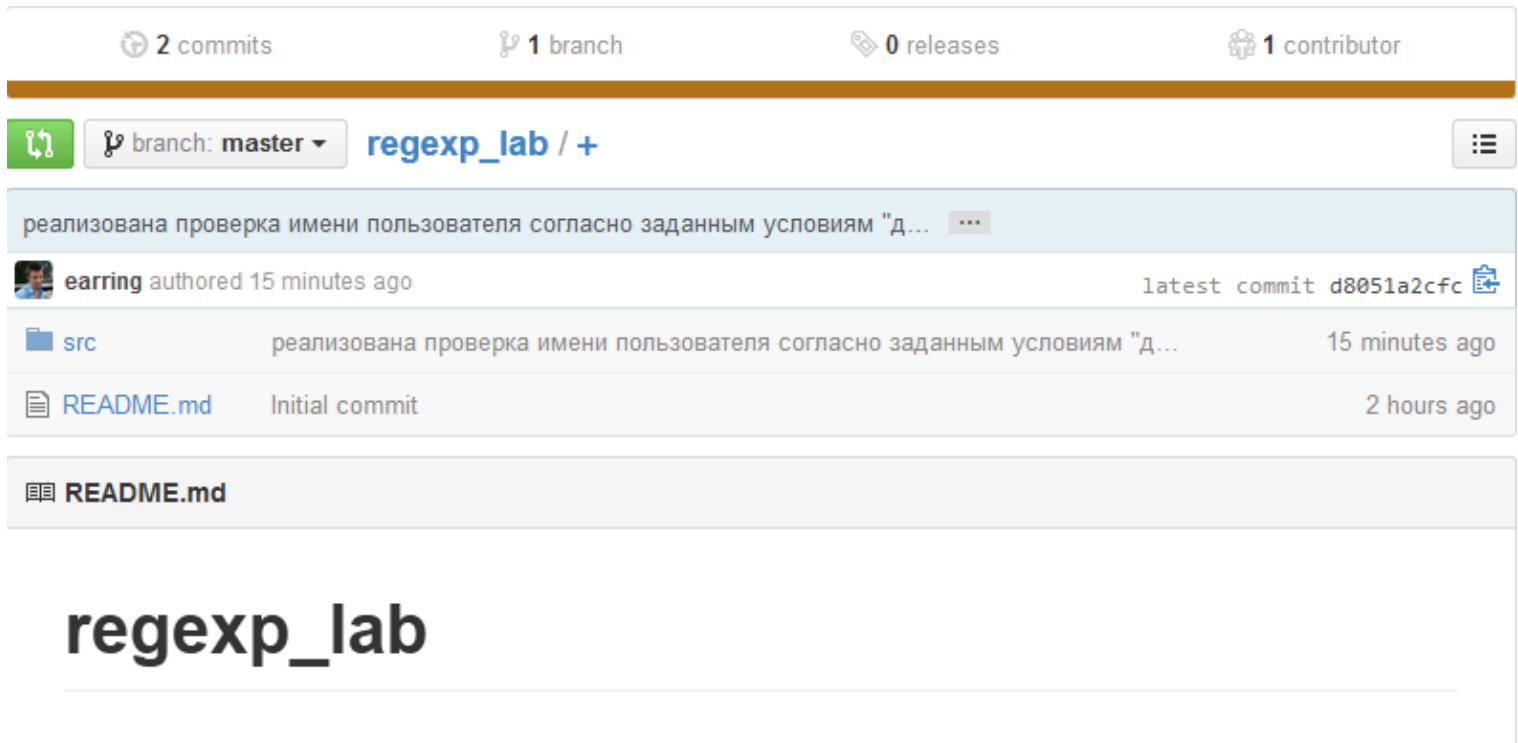 2 commits 1 branch 0 releases 1 contributor
branch: master regexp_lab / +
реализована проверка имени пользователя согласно заданным условиям "д… ...
earring authored 15 minutes ago latest commit d8051a2cfc
src реализована проверка имени пользователя согласно заданным условиям "д… 15 minutes ago
README.md Initial commit 2 hours ago
README.md
regexp_lab